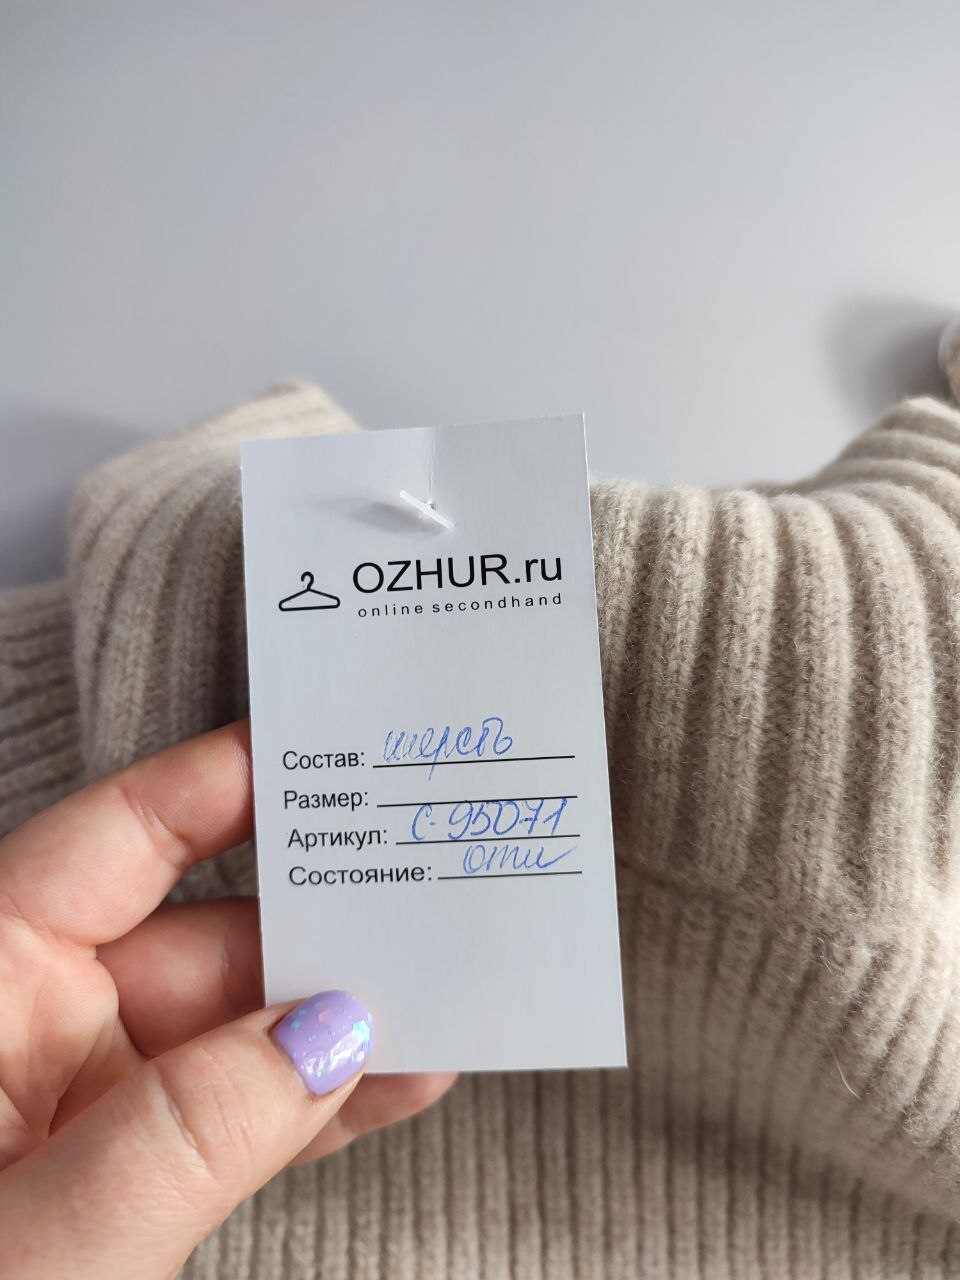 OZHUR.ru
online secondhand
Состав: шерсть
Размер:
Артикул: С-95071
Состояние: отл